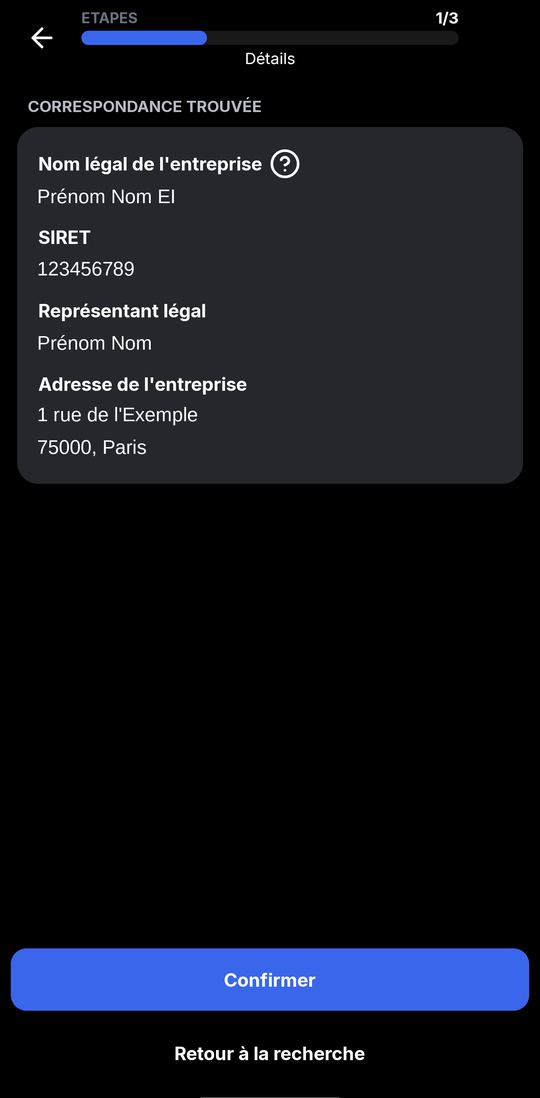 ETAPES
1/3
Détails
CORRESPONDANCE TROUVÉE
Nom légal de l'entreprise ?
Prénom Nom EI
SIRET
123456789
Représentant légal
Prénom Nom
Adresse de l'entreprise
1 rue de l'Exemple
75000, Paris
Confirmer
Retour à la recherche